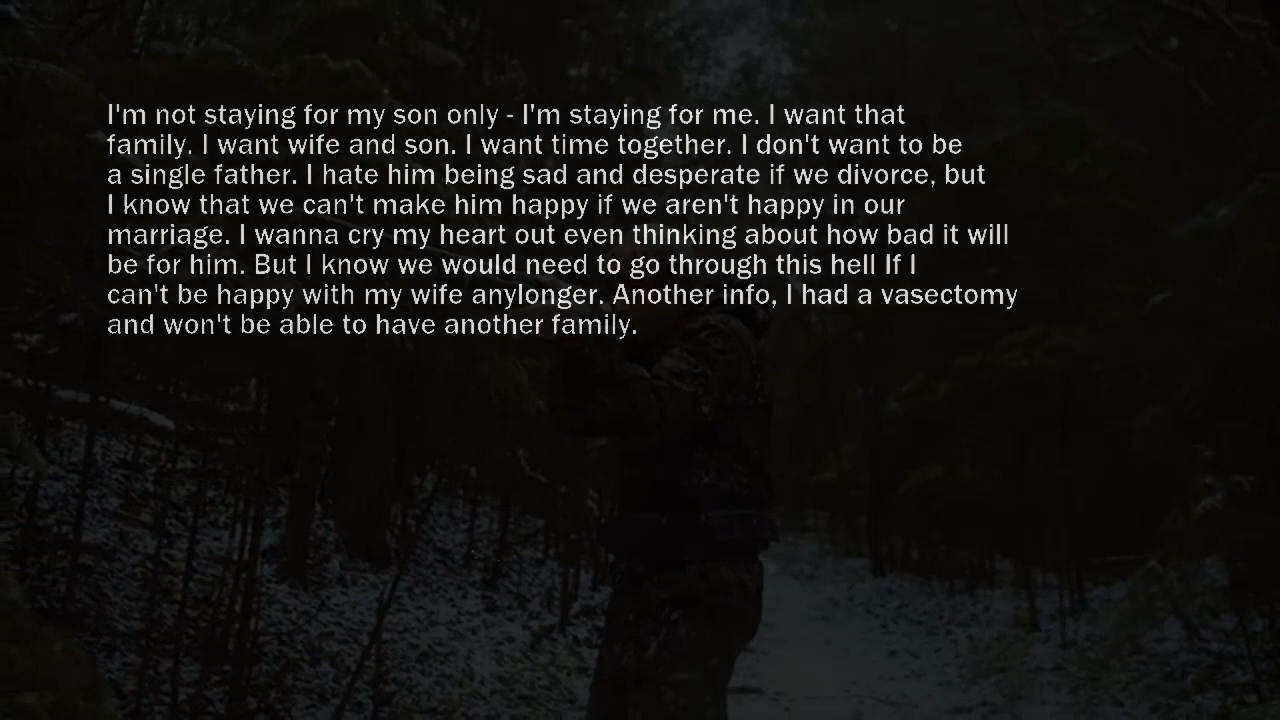 I'm not staying for my son only - I'm staying for me. I want that
family. I want wife and son. I want time together. I don't want to be
a single father. I hate him being sad and desperate if we divorce, but
I know that we can't make him happy if we aren't happy in our
marriage. I wanna cry my heart out even thinking about how bad it will
be for him. But I know we would need to go through this hell If I
can't be happy with my wife anylonger. Another info, I had a vasectomy
and won't be able to have another family.